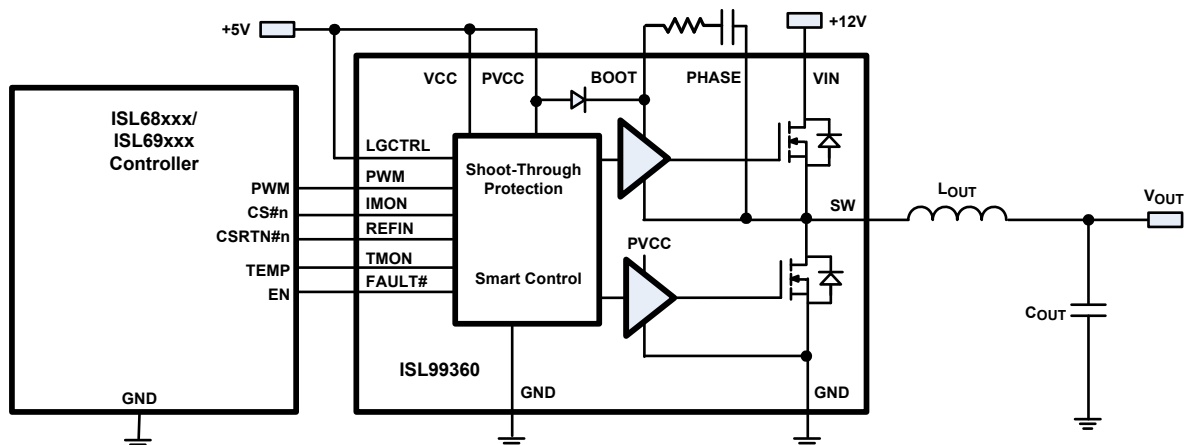 +5V
+12V
VCC
PVCC
BOOT
PHASE
VIN
ISL68xxx/
ISL69xxx
Controller
LGCTRL
Shoot-Through
Protection
PWM
PWM
CS#n
IMON
CSRTN#n
REFIN
TEMP
TMON
EN
FAULT#
Smart Control
PVCC
SW
LOUT
VOUT
COUT
ISL99360
GND
GND
GND